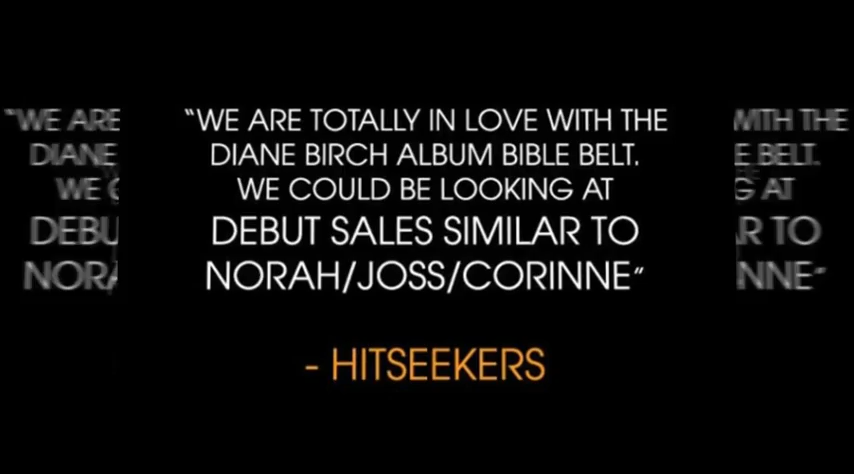 “WE ARE TOTALLY IN LOVE WITH THE
DIANE BIRCH ALBUM BIBLE BELT.
WE COULD BE LOOKING AT
DEBUT SALES SIMILAR TO
NORAH/JOSS/CORINNE”
- HITSEEKERS